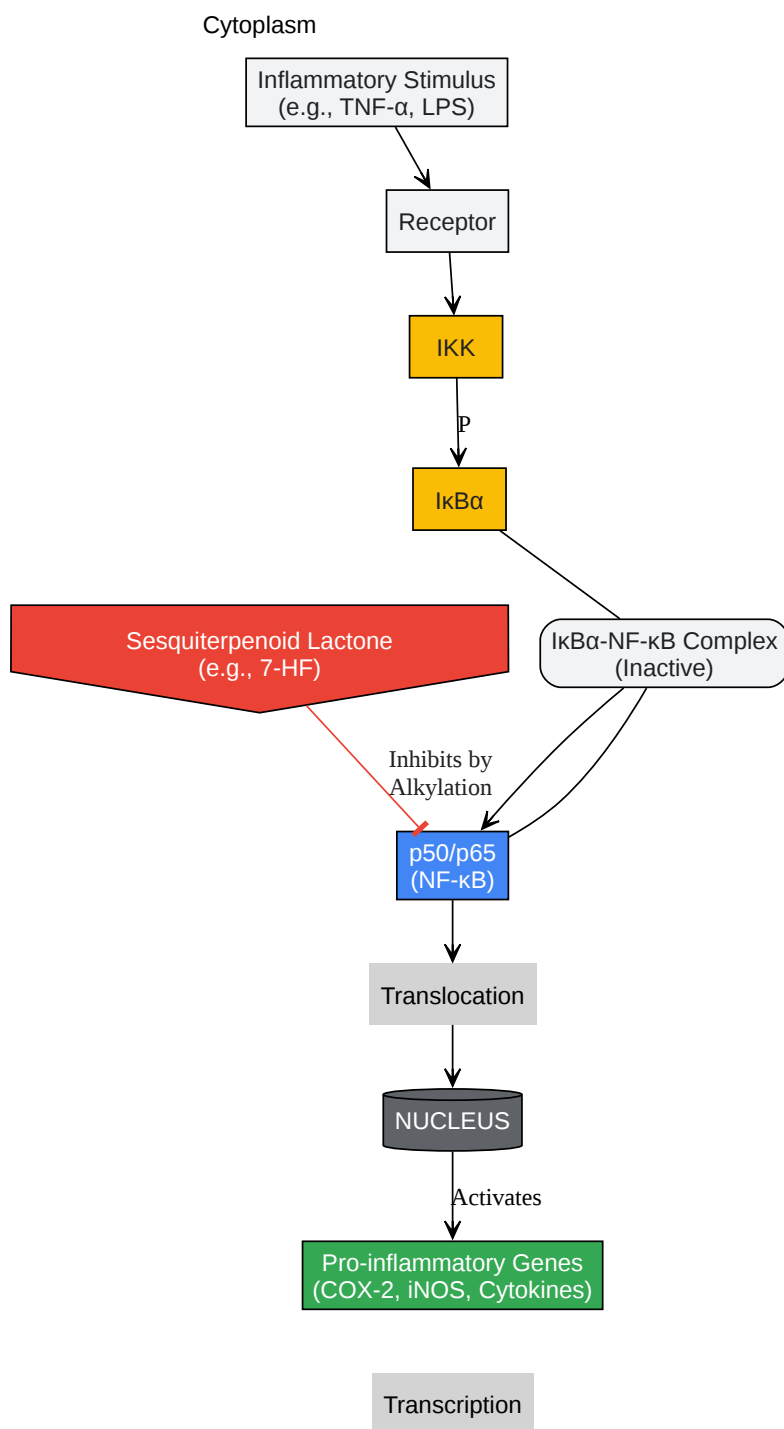 Cytoplasm
Inflammatory Stimulus
(e.g., TNF-α, LPS)
Receptor
IKK
P
IκBα
Sesquiterpenoid Lactone
(e.g., 7-HF)
IκBα-NF-κB Complex
(Inactive)
Inhibits by
Alkylation
p50/p65
(NF-κB)
Translocation
NUCLEUS
Activates
Pro-inflammatory Genes
(COX-2, iNOS, Cytokines)
Transcription